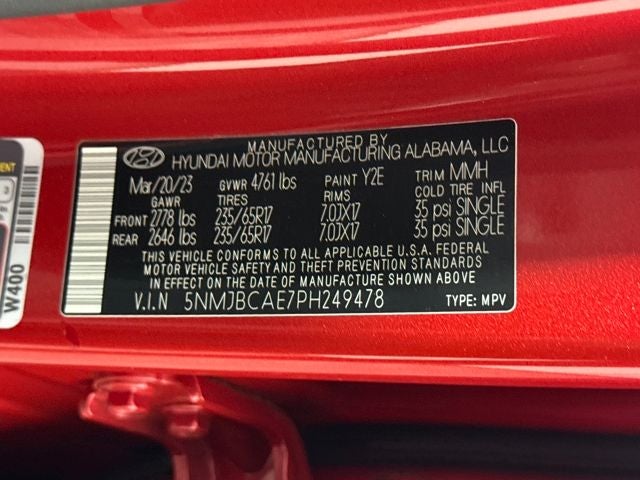 MANUFACTURED BY
HYUNDAI MOTOR MANUFACTURING ALABAMA, LLC
Mar/20/23 GVWR 4761 lbs PAINT Y2E TRIM MMH
GAWR TIRES RIMS COLD TIRE INFL
FRONT 2778 lbs 235/65R17 7.0JX17 35 psi SINGLE
REAR 2646 lbs 235/65R17 7.0JX17 35 psi SINGLE
THIS VEHICLE CONFORMS TO ALL APPLICABLE U.S.A. FEDERAL
MOTOR VEHICLE SAFETY AND THEFT PREVENTION STANDARDS
IN EFFECT ON THE DATE OF MANUFACTURE SHOWN ABOVE.
V.I.N 5NMJBCAE7PH249478 TYPE: MPV
W400